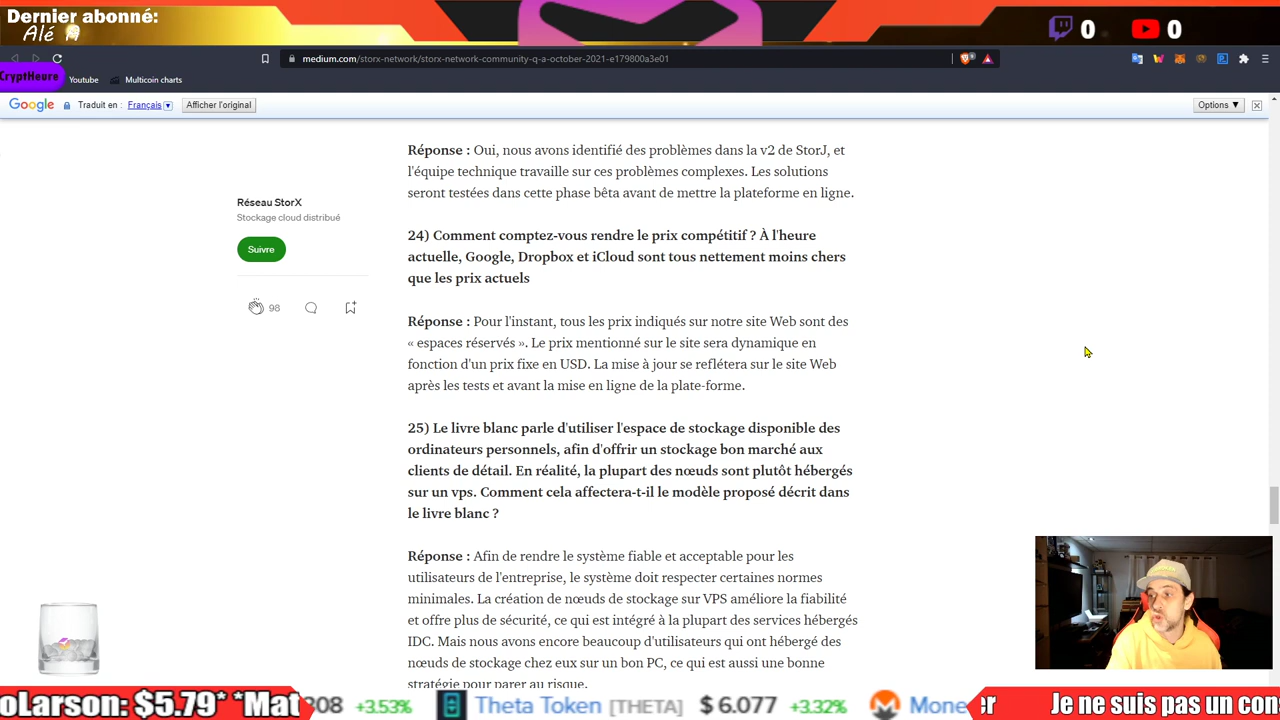 Dernier abonné:
Alé
0
0
medium.com/storx-network/storx-network-community-q-a-october-2021-e179800a3e01
CryptHeure
Youtube
Multicoin charts
Google
Traduit en : Français
Afficher l'original
Options ▼
Réponse : Oui, nous avons identifié des problèmes dans la v2 de StorJ, et
l'équipe technique travaille sur ces problèmes complexes. Les solutions
seront testées dans cette phase bêta avant de mettre la plateforme en ligne.
Réseau StorX
Stockage cloud distribué
Suivre
98
24) Comment comptez-vous rendre le prix compétitif ? À l'heure
actuelle, Google, Dropbox et iCloud sont tous nettement moins chers
que les prix actuels
Réponse : Pour l'instant, tous les prix indiqués sur notre site Web sont des
« espaces réservés ». Le prix mentionné sur le site sera dynamique en
fonction d'un prix fixe en USD. La mise à jour se reflétera sur le site Web
après les tests et avant la mise en ligne de la plate-forme.
25) Le livre blanc parle d'utiliser l'espace de stockage disponible des
ordinateurs personnels, afin d'offrir un stockage bon marché aux
clients de détail. En réalité, la plupart des nœuds sont plutôt hébergés
sur un vps. Comment cela affectera-t-il le modèle proposé décrit dans
le livre blanc ?
Réponse : Afin de rendre le système fiable et acceptable pour les
utilisateurs de l'entreprise, le système doit respecter certaines normes
minimales. La création de nœuds de stockage sur VPS améliore la fiabilité
et offre plus de sécurité, ce qui est intégré à la plupart des services hébergés
IDC. Mais nous avons encore beaucoup d'utilisateurs qui ont hébergé des
nœuds de stockage chez eux sur un bon PC, ce qui est aussi une bonne
stratégie pour parer au risque.
oLarson: $5.79* *Mat
308 +3.53%
Theta Token [THETA] $ 6.077 +3.32%
Mone
er
Je ne suis pas un con